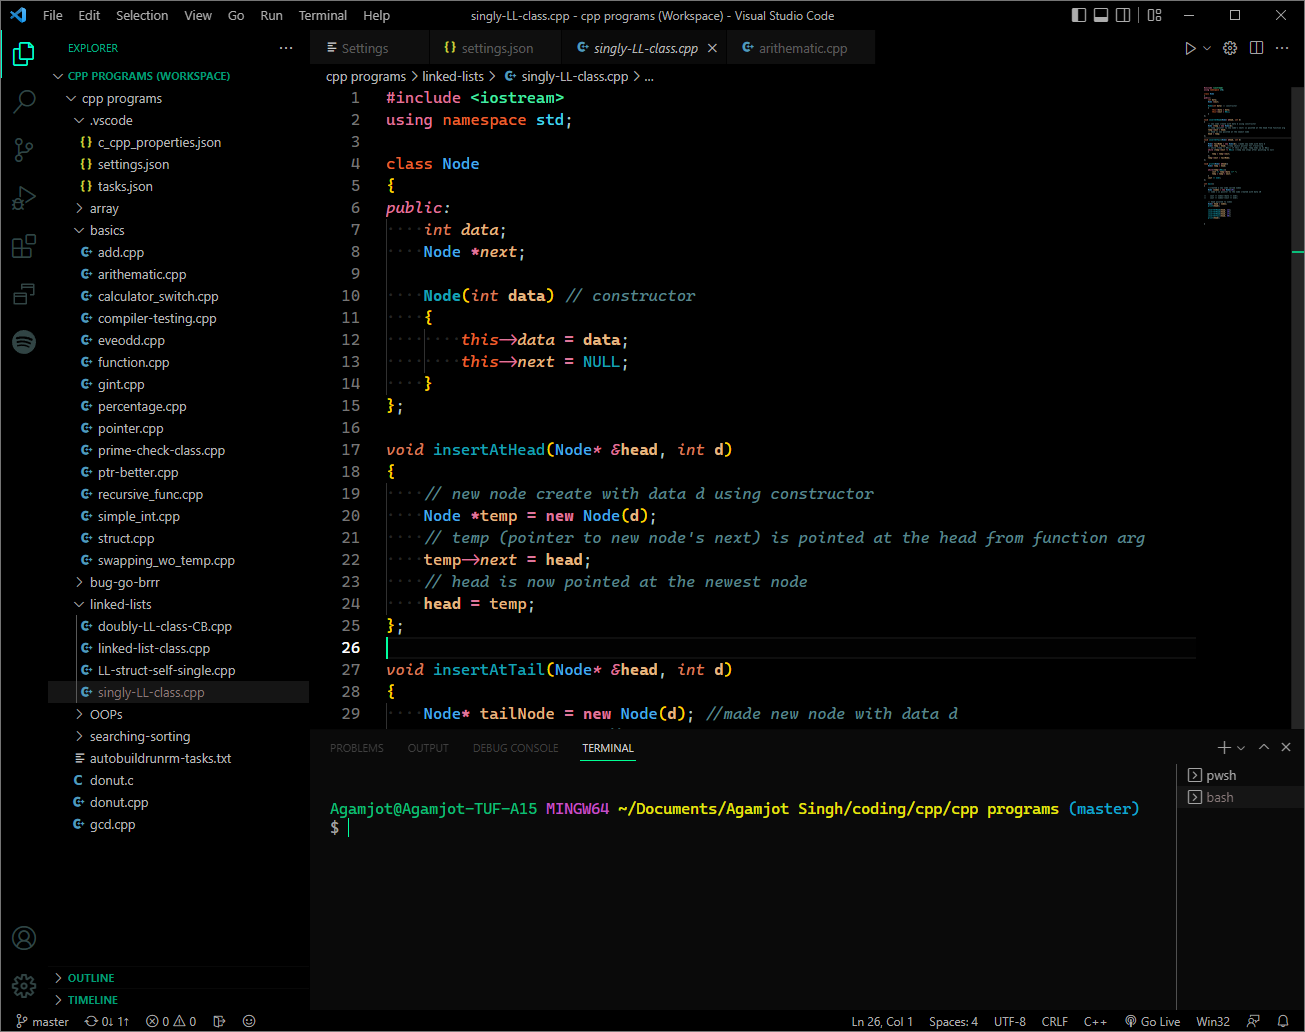 File Edit Selection View Go Run Terminal Help singly-LL-class.cpp - cpp programs (Workspace) - Visual Studio Code
EXPLORER
CPP PROGRAMS (WORKSPACE)
cpp programs
.vscode
{} c_cpp_properties.json
{} settings.json
{} tasks.json
array
basics
add.cpp
arithematic.cpp
calculator_switch.cpp
compiler-testing.cpp
eveodd.cpp
function.cpp
gint.cpp
percentage.cpp
pointer.cpp
prime-check-class.cpp
ptr-better.cpp
recursive_func.cpp
simple_int.cpp
struct.cpp
swapping_wo_temp.cpp
bug-go-brrr
linked-lists
doubly-LL-class-CB.cpp
linked-list-class.cpp
LL-struct-self-single.cpp
singly-LL-class.cpp
OOPs
searching-sorting
autobuildrunrm-tasks.txt
donut.c
donut.cpp
gcd.cpp
OUTLINE
TIMELINE
Settings {} settings.json singly-LL-class.cpp arithematic.cpp
cpp programs > linked-lists > singly-LL-class.cpp > ...
1 #include <iostream>
2 using namespace std;
3
4 class Node
5 {
6 public:
7 int data;
8 Node *next;
9
10 Node(int data) // constructor
11 {
12 this->data = data;
13 this->next = NULL;
14 }
15 };
16
17 void insertAtHead(Node* &head, int d)
18 {
19 // new node create with data d using constructor
20 Node *temp = new Node(d);
21 // temp (pointer to new node's next) is pointed at the head from function arg
22 temp->next = head;
23 // head is now pointed at the newest node
24 head = temp;
25 };
26
27 void insertAtTail(Node* &head, int d)
28 {
29 Node* tailNode = new Node(d); //made new node with data d
PROBLEMS OUTPUT DEBUG CONSOLE TERMINAL
Agamjot@Agamjot-TUF-A15 MINGW64 ~/Documents/Agamjot Singh/coding/cpp/cpp programs (master)
$
pwsh
bash
master 0↓ 1↑ 0 0 Ln 26, Col 1 Spaces: 4 UTF-8 CRLF C++ Go Live Win32